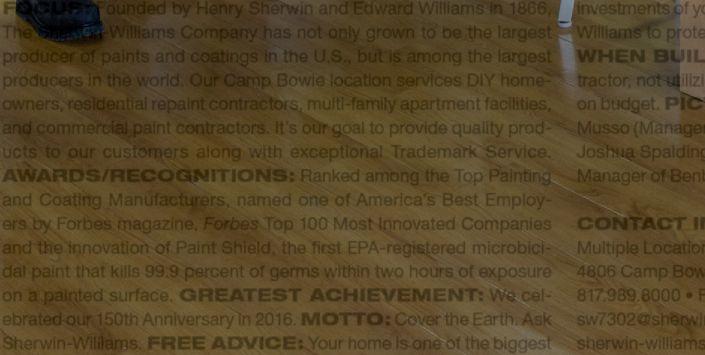 FOCUS: Founded by Henry Sherwin and Edward Williams in 1866,
The Sherwin-Williams Company has not only grown to be the largest
producer of paints and coatings in the U.S., but is among the largest
producers in the world. Our Camp Bowie location services DIY home-
owners, residential repaint contractors, multi-family apartment facilities,
and commercial paint contractors. It's our goal to provide quality prod-
ucts to our customers along with exceptional Trademark Service.
AWARDS/RECOGNITIONS: Ranked among the Top Painting
and Coating Manufacturers, named one of America's Best Employ-
ers by Forbes magazine, Forbes Top 100 Most Innovated Companies
and the innovation of Paint Shield, the first EPA-registered microbici-
dal paint that kills 99.9 percent of germs within two hours of exposure
on a painted surface. GREATEST ACHIEVEMENT: We cel-
ebrated our 150th Anniversary in 2016. MOTTO: Cover the Earth. Ask
Sherwin-Williams. FREE ADVICE: Your home is one of the biggest
investments of yo
Williams to prote
WHEN BUIL
tractor, not utilizi
on budget. PIC
Musso (Manager
Joshua Spalding
Manager of Benb
CONTACT I
Multiple Location
4806 Camp Bow
817.989.8000 • F
sw7302@sherwi
sherwin-williams